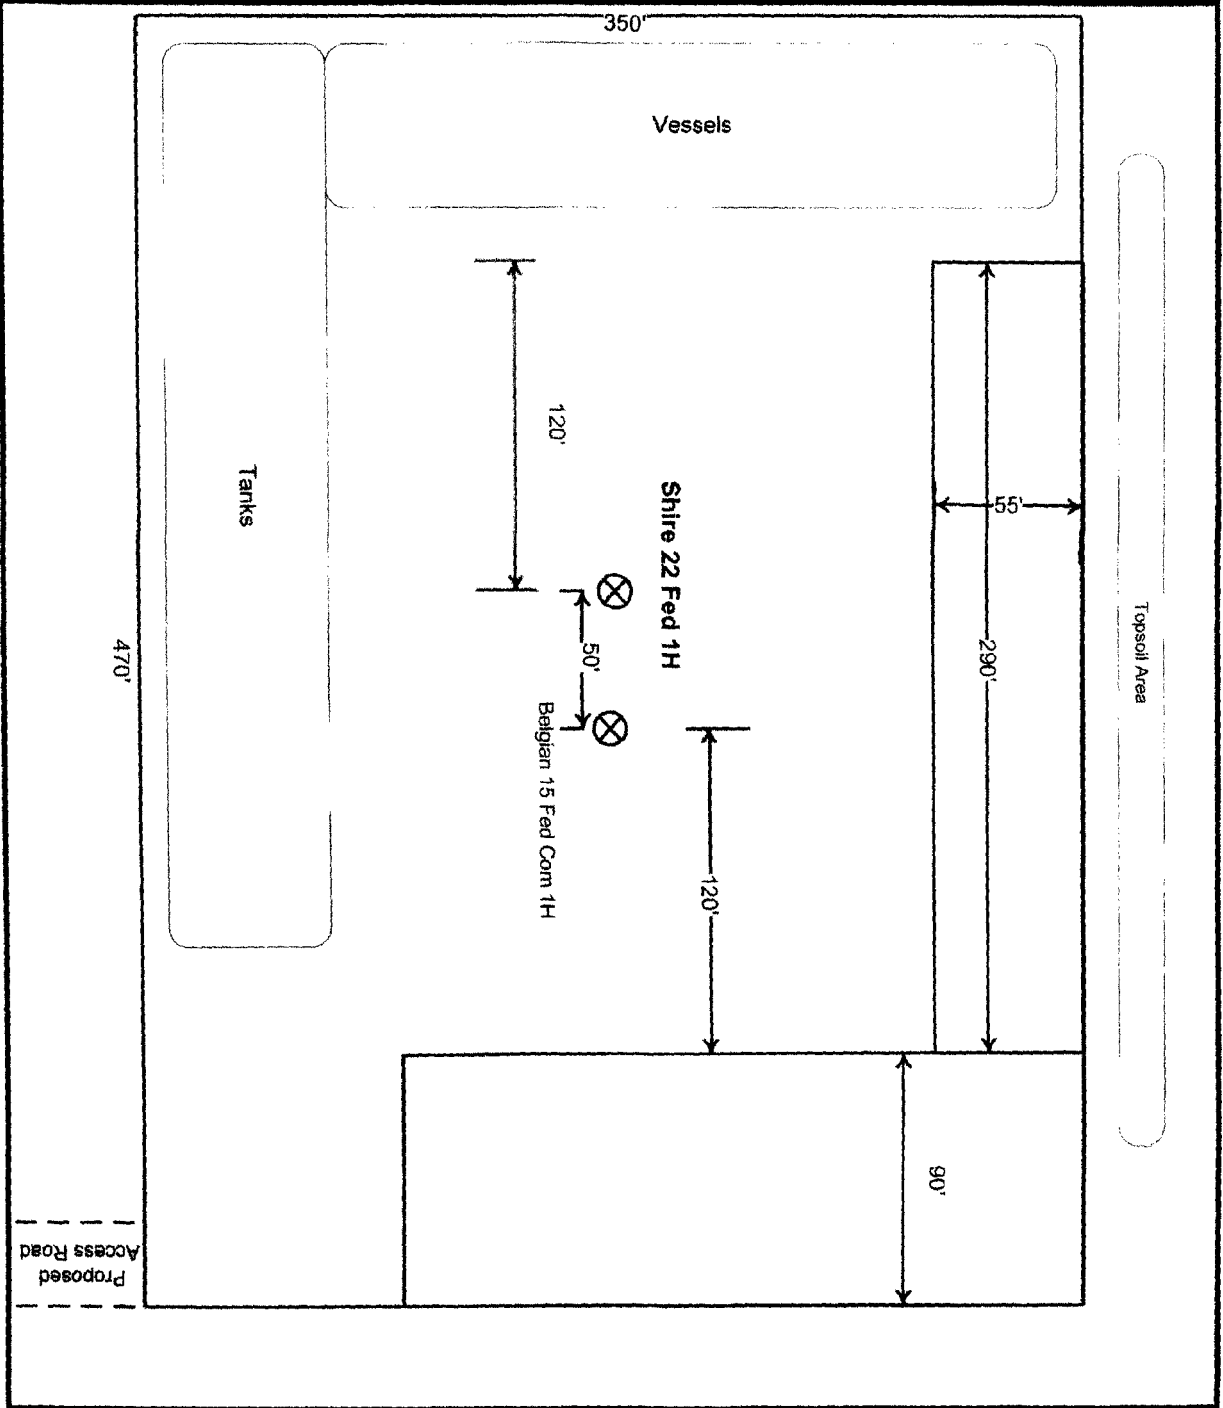 350'
Vessels
120'
Tanks
Shire 22 Fed 1H
55'
290'
Topsoil Area
50'
470'
Belgian 15 Fed Com 1H
120'
90'
Proposed
Access Road